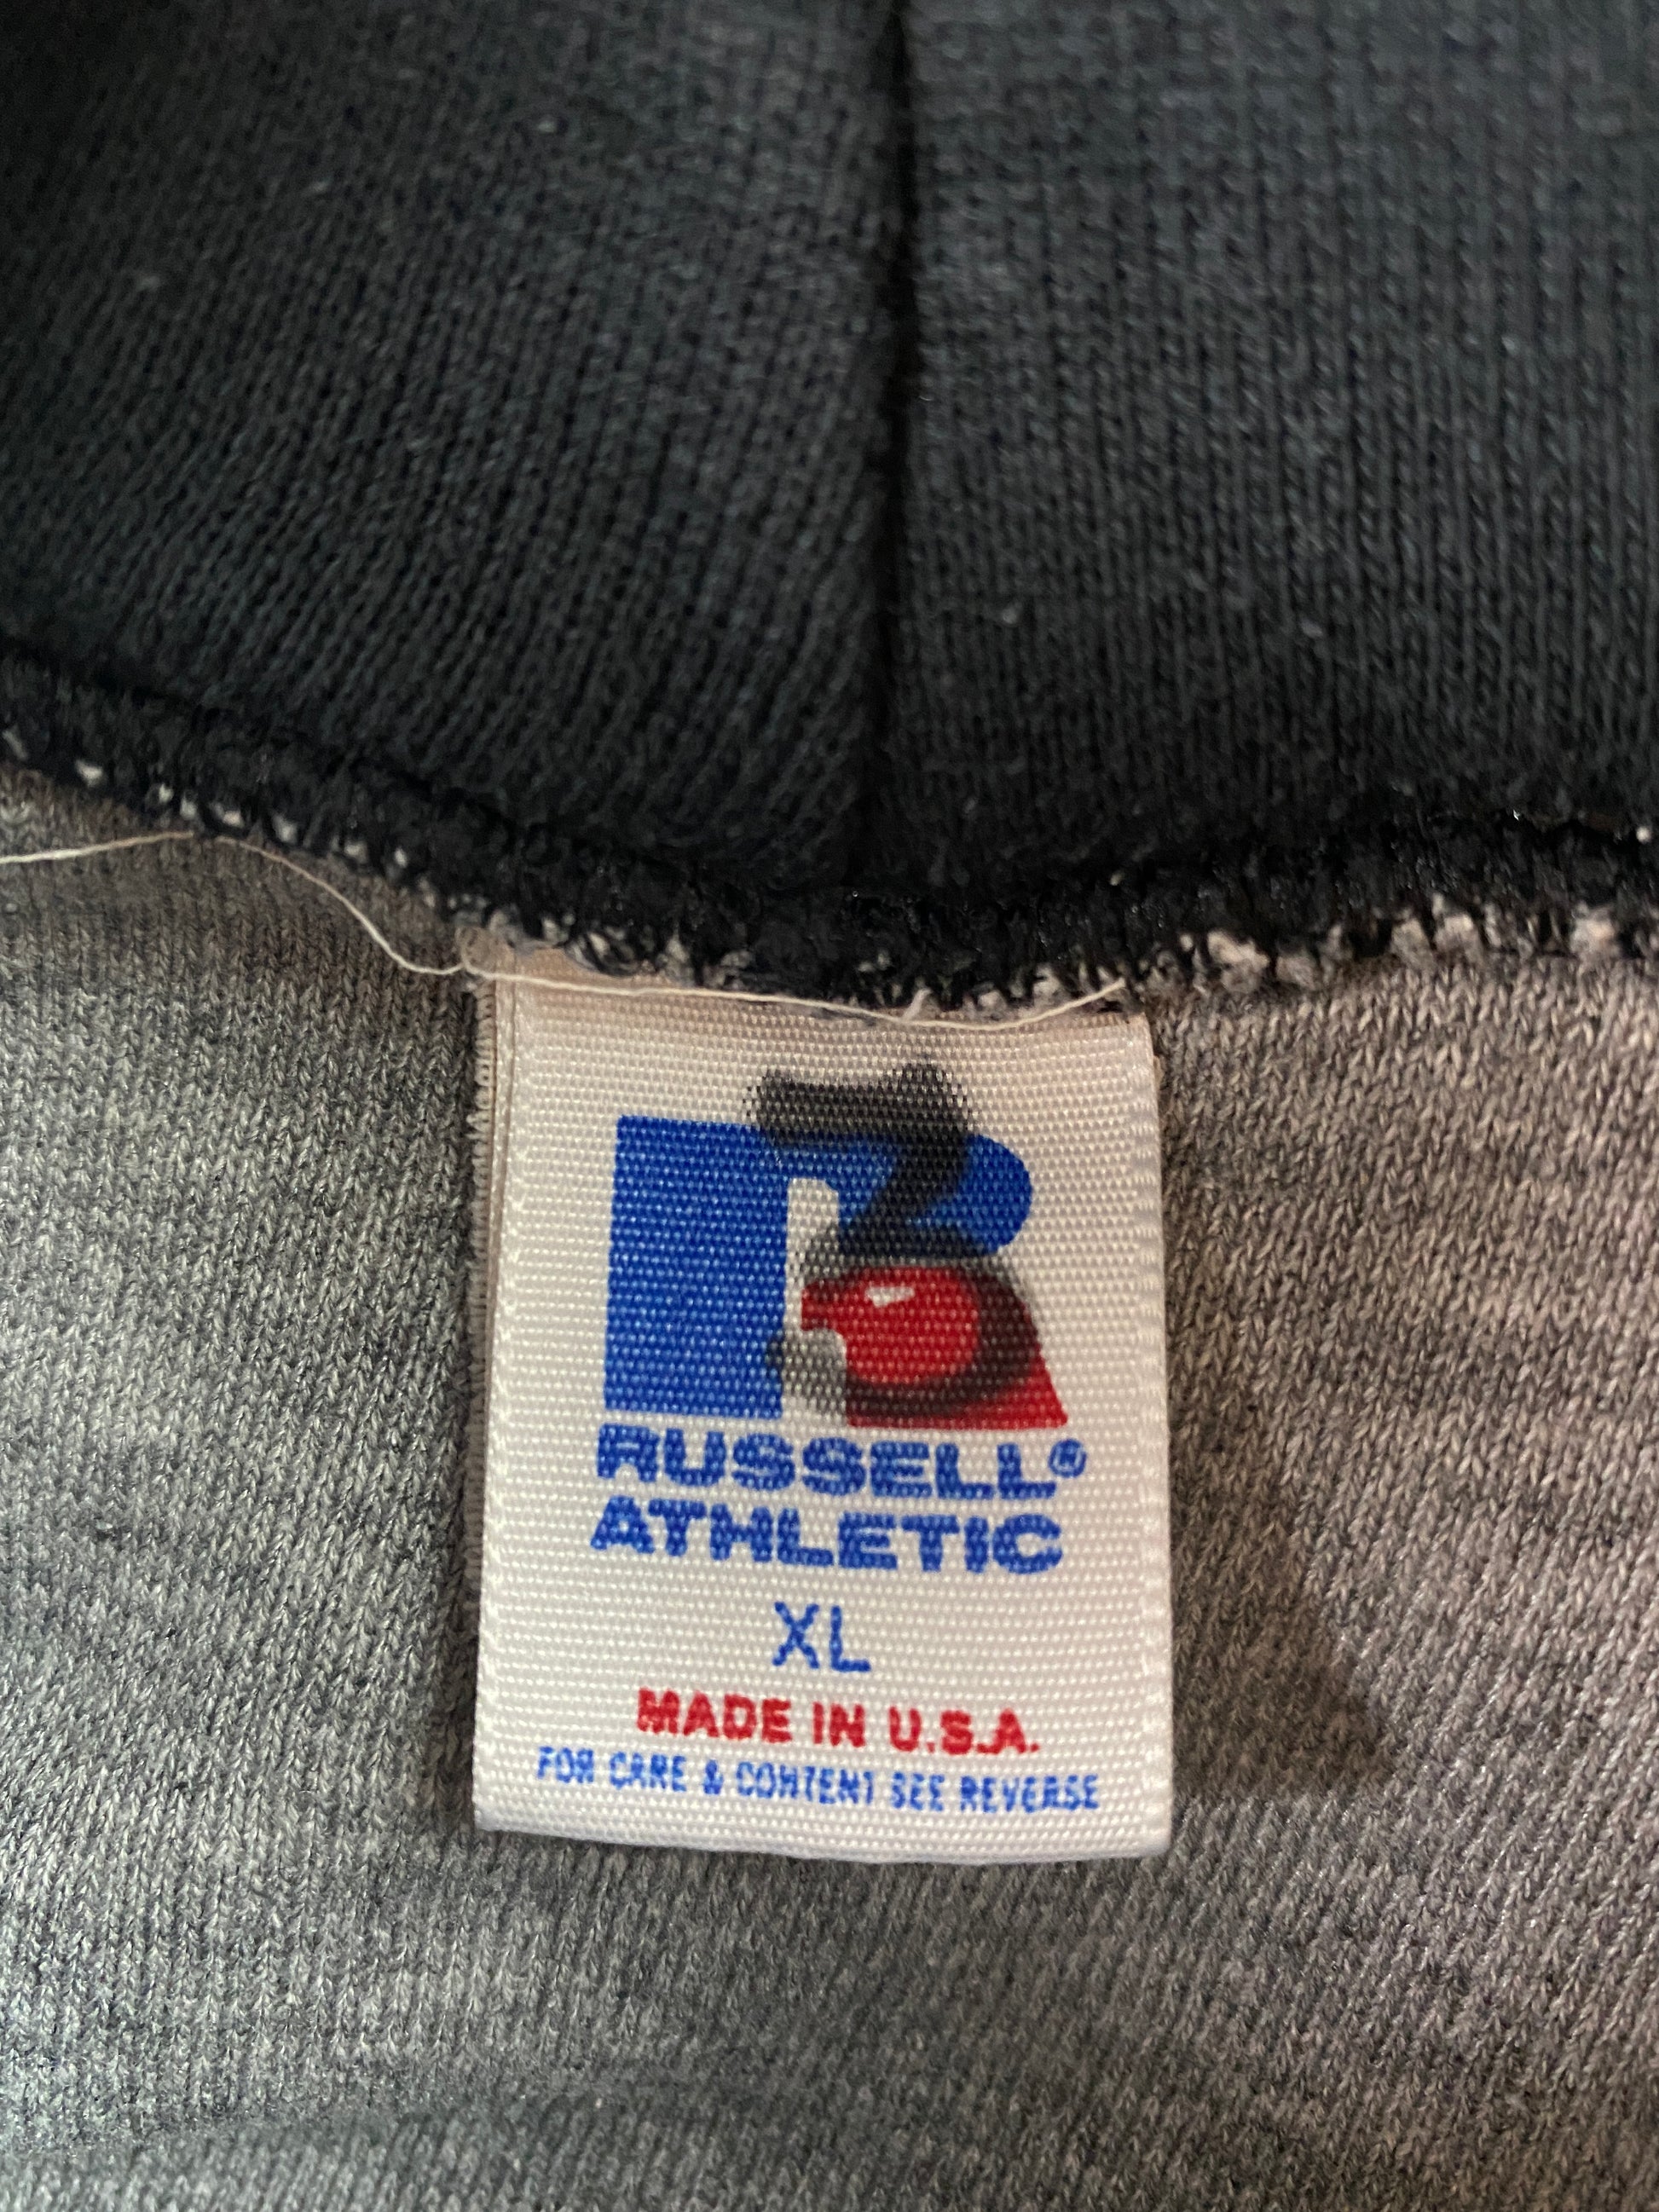 R
RUSSELL®
ATHLETIC
XL
MADE IN U.S.A.
FOR CARE & CONTENT SEE REVERSE